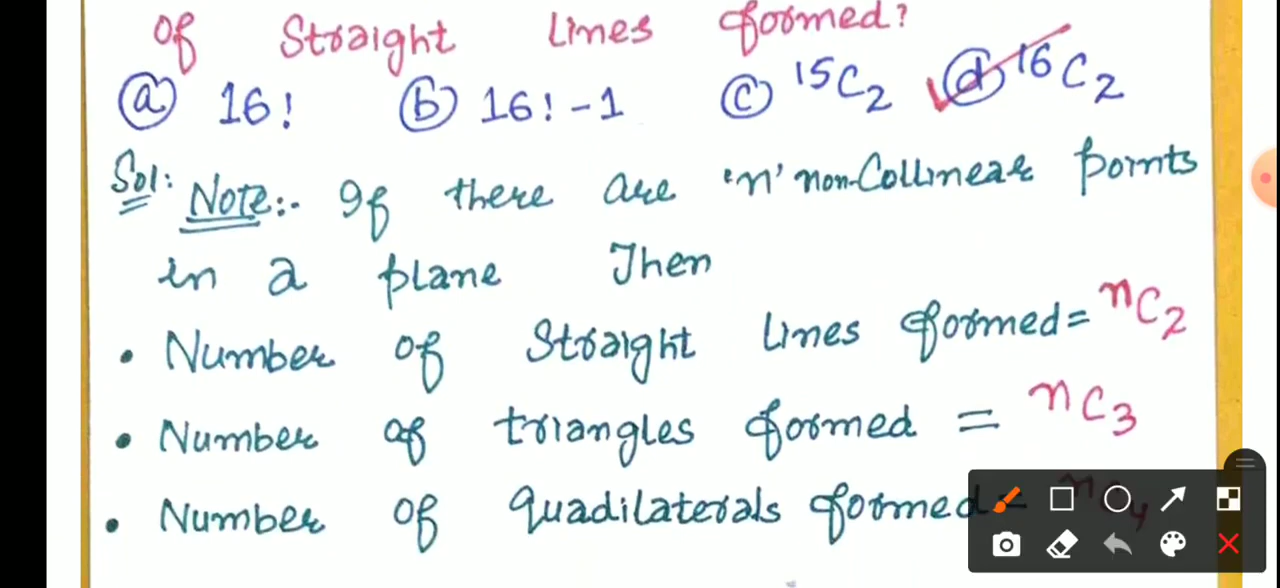 of Straight Lines formed?
ⓐ 16! ⓑ 16! -1 ⓒ ¹⁵C₂ ⓓ ¹⁶C₂
Sol: Note:- If there are 'n' non-Collinear points
in a plane Then
• Number of Straight Lines formed = ⁿC₂
• Number of triangles formed = ⁿC₃
• Number of quadilaterals formed = ⁿC₄